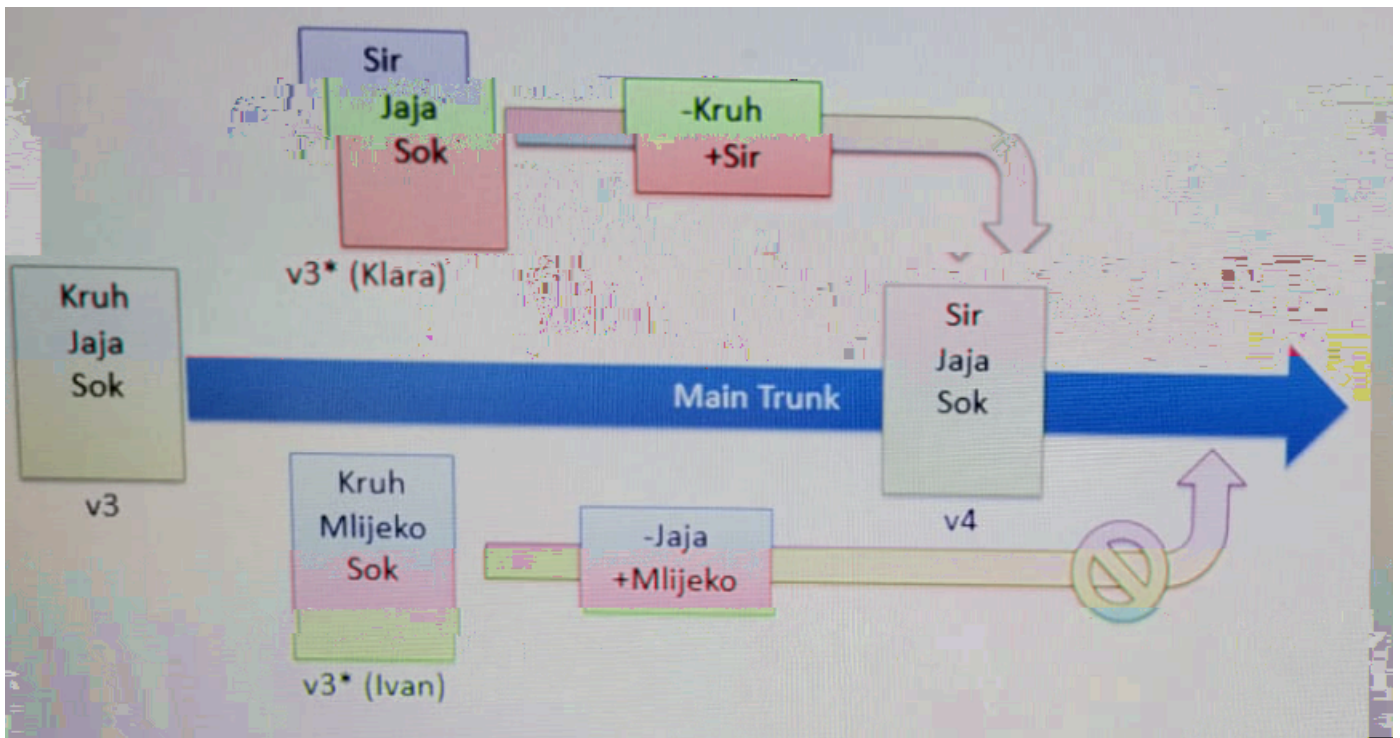 Sir
Jaja
Sok
-Kruh
+Sir
v3* (Klara)
Kruh
Jaja
Sok
v3
Main Trunk
Sir
Jaja
Sok
v4
Kruh
Mlijeko
Sok
-Jaja
+Mlijeko
v3* (Ivan)